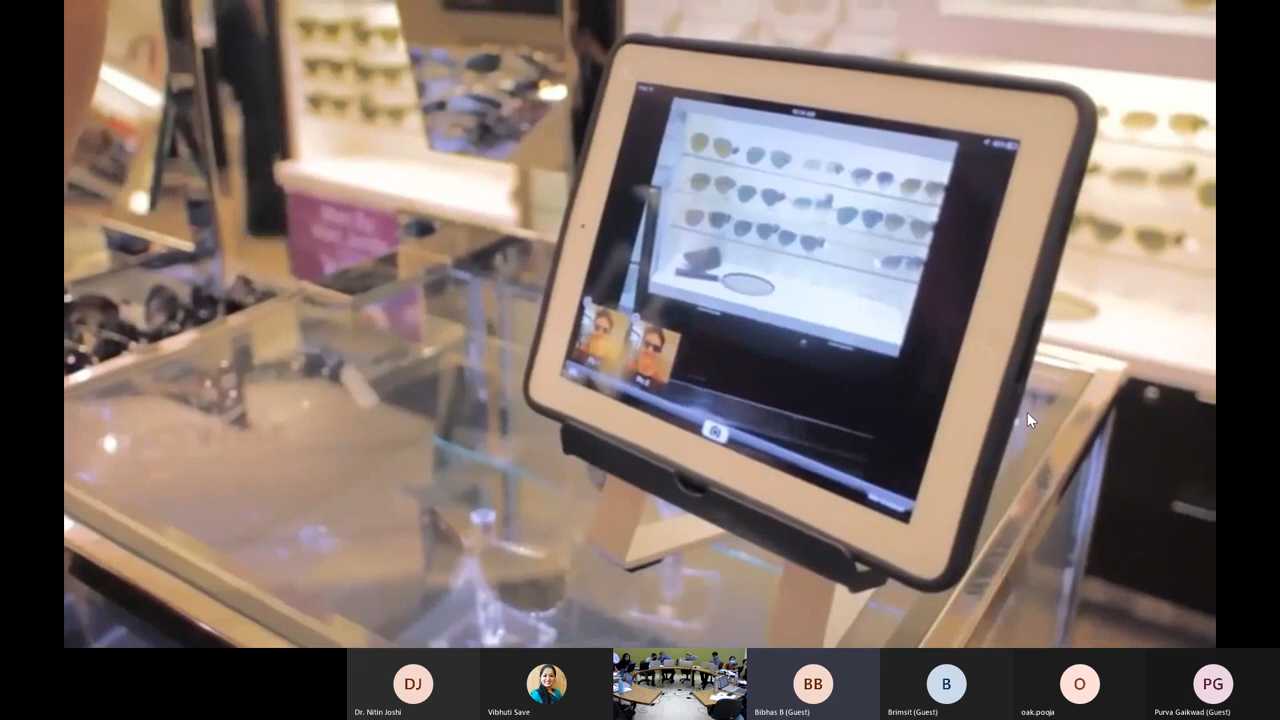 DJ
BB
B
O
PG
Dr. Nitin Joshi
Vibhuti Save
Bibhas B (Guest)
Brimsit (Guest)
oak.pooja
Purva Gaikwad (Guest)